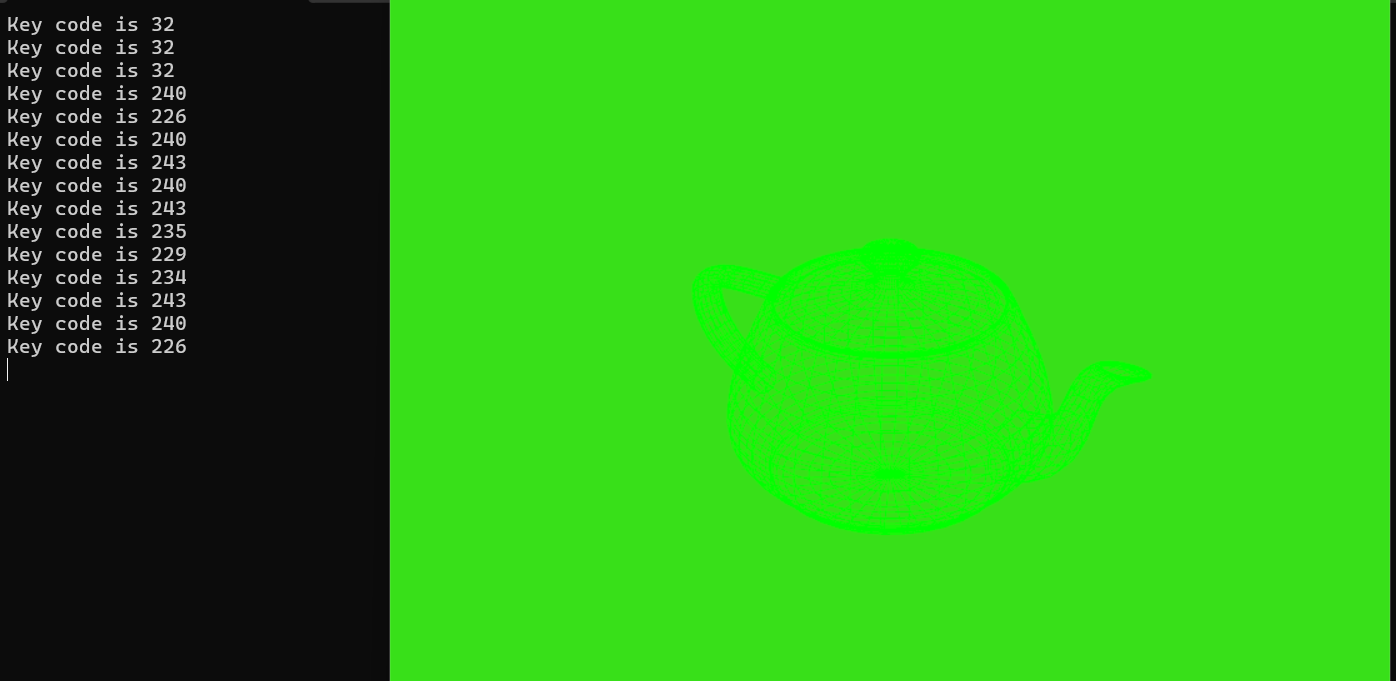 Key code is 32
Key code is 32
Key code is 32
Key code is 240
Key code is 226
Key code is 240
Key code is 243
Key code is 240
Key code is 243
Key code is 235
Key code is 229
Key code is 234
Key code is 243
Key code is 240
Key code is 226